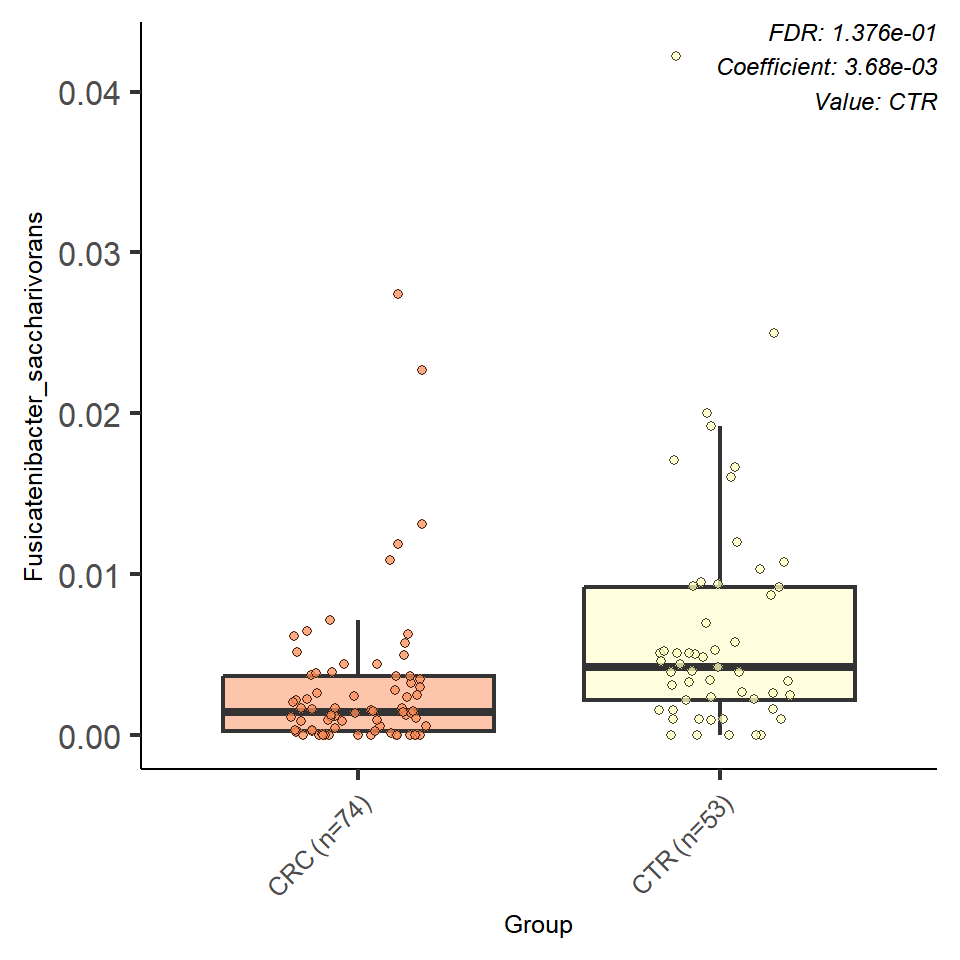 FDR: 1.376e-01
Coefficient: 3.68e-03
Value: CTR
0.04
0.03
0.02
0.01
0.00
Fusicatenibacter_saccharivorans
CRC (n=74)
CTR (n=53)
Group